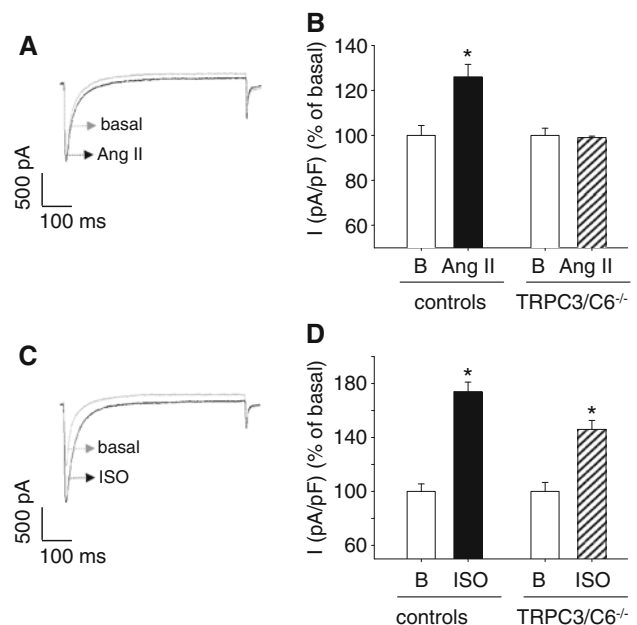 A
basal
Ang II
500 pA
100 ms
B
I (pA/pF) (% of basal)
140
120
100
80
60
*
B Ang II B Ang II
controls TRPC3/C6-/-
C
basal
ISO
500 pA
100 ms
D
I (pA/pF) (% of basal)
180
140
100
60
*
*
B ISO B ISO
controls TRPC3/C6-/-